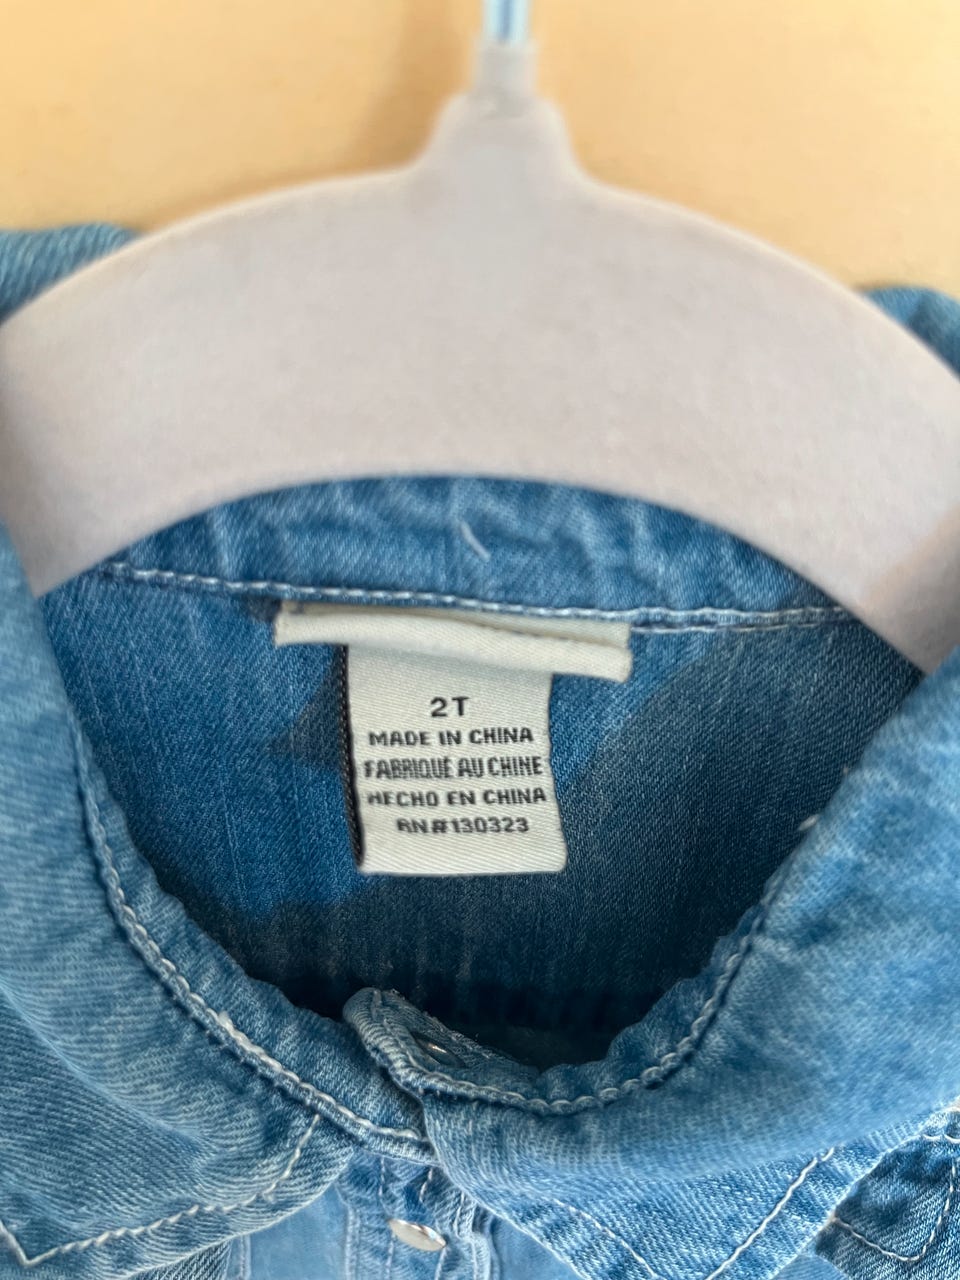 2T
MADE IN CHINA
FABRIQUÉ AU CHINE
HECHO EN CHINA
RN#130323